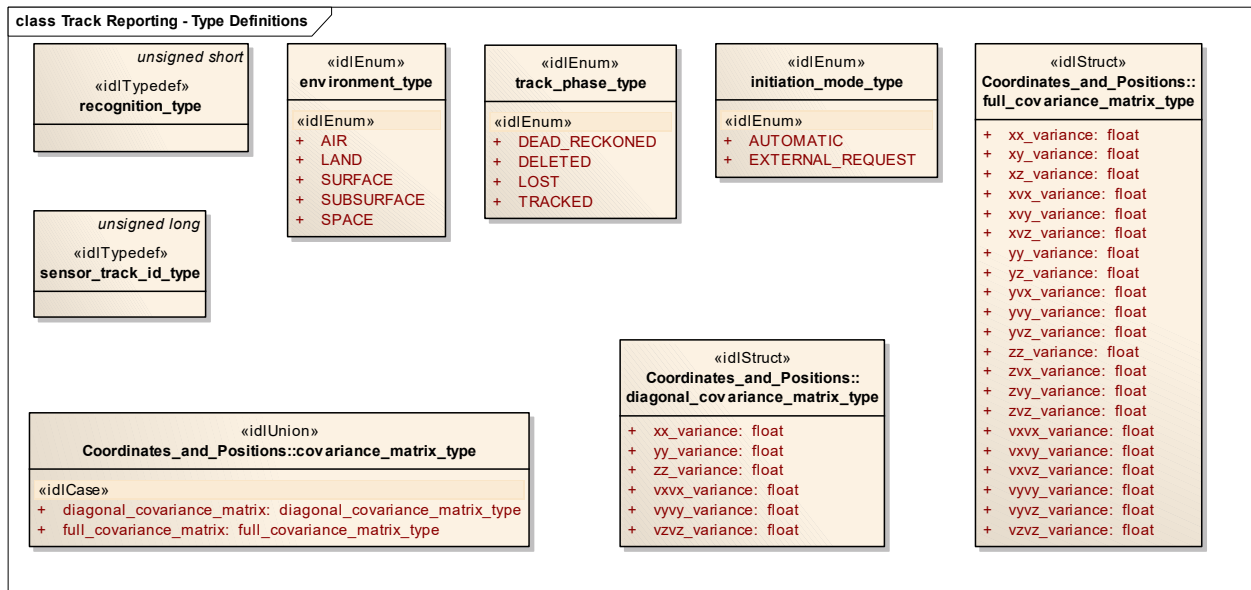 class Track Reporting - Type Definitions
unsigned short
«idlTypedef»
recognition_type
«idlEnum»
environment_type
«idlEnum»
+ AIR
+ LAND
+ SURFACE
+ SUBSURFACE
+ SPACE
«idlEnum»
track_phase_type
«idlEnum»
+ DEAD_RECKONED
+ DELETED
+ LOST
+ TRACKED
«idlEnum»
initiation_mode_type
«idlEnum»
+ AUTOMATIC
+ EXTERNAL_REQUEST
«idlStruct»
Coordinates_and_Positions::
full_covariance_matrix_type
+ xx_variance: float
+ xy_variance: float
+ xz_variance: float
+ xvx_variance: float
+ xvy_variance: float
+ xvz_variance: float
+ yy_variance: float
+ yz_variance: float
+ yvx_variance: float
+ yvy_variance: float
+ yvz_variance: float
+ zz_variance: float
+ zvx_variance: float
+ zvy_variance: float
+ zvz_variance: float
+ vxvx_variance: float
+ vxvy_variance: float
+ vxvz_variance: float
+ vyvy_variance: float
+ vyvz_variance: float
+ vzvz_variance: float
unsigned long
«idlTypedef»
sensor_track_id_type
«idlStruct»
Coordinates_and_Positions::
diagonal_covariance_matrix_type
+ xx_variance: float
+ yy_variance: float
+ zz_variance: float
+ vxvx_variance: float
+ vyvy_variance: float
+ vzvz_variance: float
«idlUnion»
Coordinates_and_Positions::covariance_matrix_type
«idlCase»
+ diagonal_covariance_matrix: diagonal_covariance_matrix_type
+ full_covariance_matrix: full_covariance_matrix_type